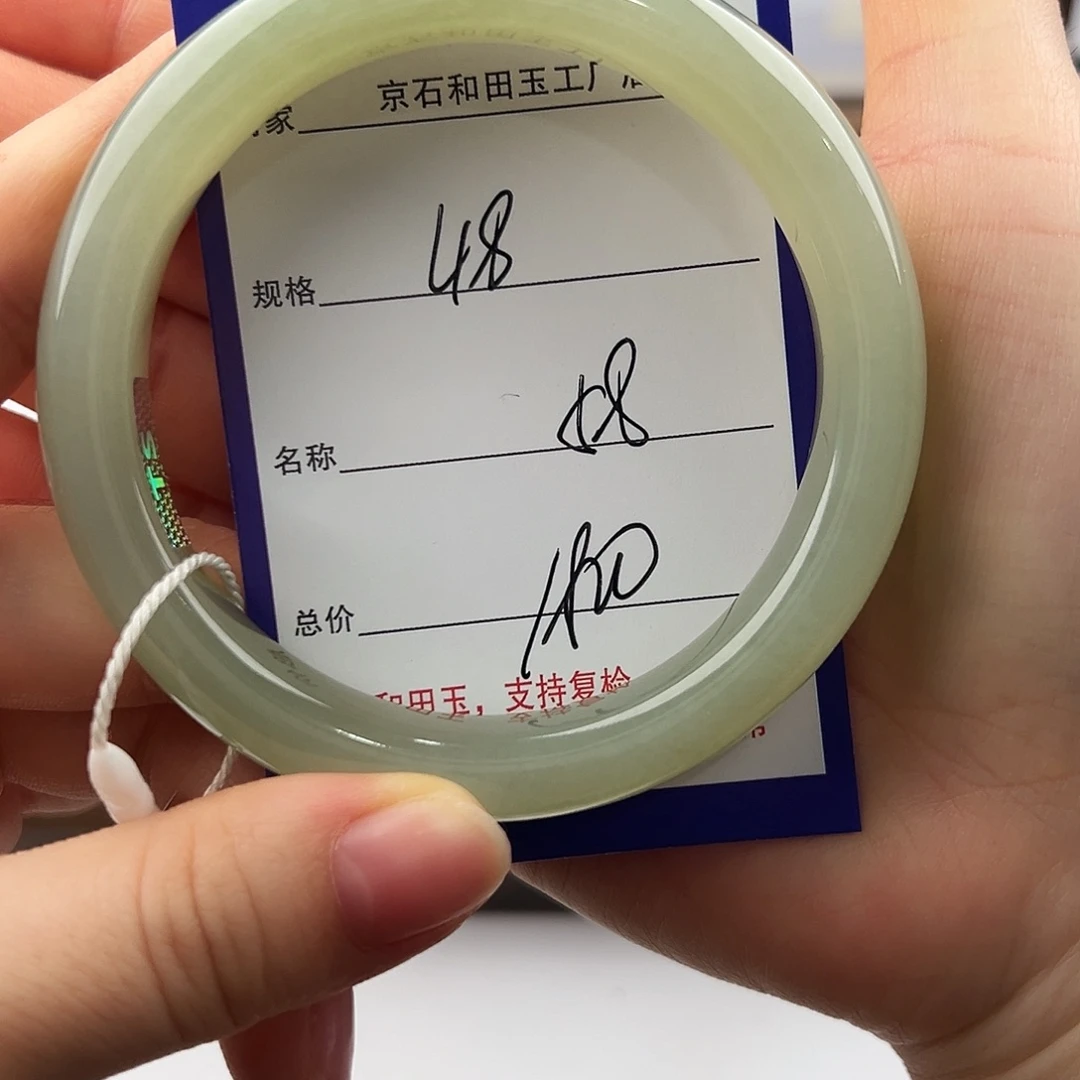 家 京石和田玉工厂店
规格 48
名称 58
总价
和田玉，支持复检